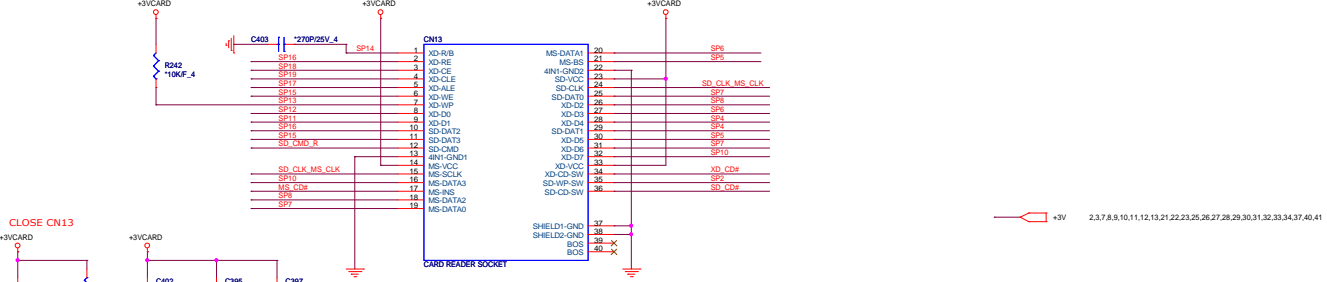 +3VCARD +3VCARD +3VCARD
C403 *270P/25V_4 CN13
R242
*10K/F_4
SP14 1 XD-R/B
SP16 2 XD-RE
SP18 3 XD-CE
SP19 4 XD-CLE
SP17 5 XD-ALE
SP15 6 XD-WE
SP13 7 XD-WP
SP12 8 XD-D0
SP11 9 XD-D1
SP16 10 SD-DAT2
SP15 11 SD-DAT3
SD_CMD_R 12 SD-CMD
13 4IN1-GND1
14 MS-VCC
SD_CLK_MS_CLK 15 MS-SCLK
SP10 16 MS-DATA3
MS_CD# 17 MS-INS
SP8 18 MS-DATA2
SP7 19 MS-DATA0
MS-DATA1 20 SP6
MS-BS 21 SP5
4IN1-GND2 22
SD-VCC 23
SD-CLK 24 SD_CLK_MS_CLK
SD-DAT0 25 SP7
XD-D2 26 SP8
XD-D3 27 SP6
XD-D4 28 SP4
SD-DAT1 29 SP4
XD-D5 30 SP5
XD-D6 31 SP7
XD-D7 32 SP10
XD-VCC 33
XD-CD-SW 34 XD_CD#
SD-WP-SW 35 SP2
SD-CD-SW 36 SD_CD#
SHIELD1-GND 37
SHIELD2-GND 38
BOS 39
BOS 40
CARD READER SOCKET
+3V 2,3,7,8,9,10,11,12,13,21,22,23,25,26,27,28,29,30,31,32,33,34,37,40,41
CLOSE CN13
+3VCARD +3VCARD
C402 C395 C397